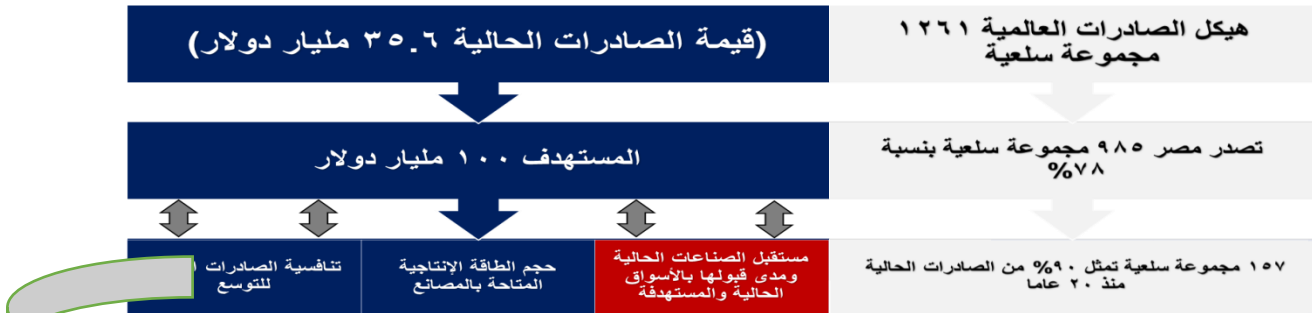 هيكل الصادرات العالمية ١٢٦١
مجموعة سلعية
(قيمة الصادرات الحالية ٣٥.٦ مليار دولار)
تصدر مصر ٩٨٥ مجموعة سلعية بنسبة
٧٨%
المستهدف ١٠٠ مليار دولار
١٥٧ مجموعة سلعية تمثل ٩٠% من الصادرات الحالية
منذ ٢٠ عاما
مستقبل الصناعات الحالية
ومدى قبولها بالأسواق
الحالية والمستهدفة
حجم الطاقة الإنتاجية
المتاحة بالمصانع
تنافسية الصادرات
للتوسع